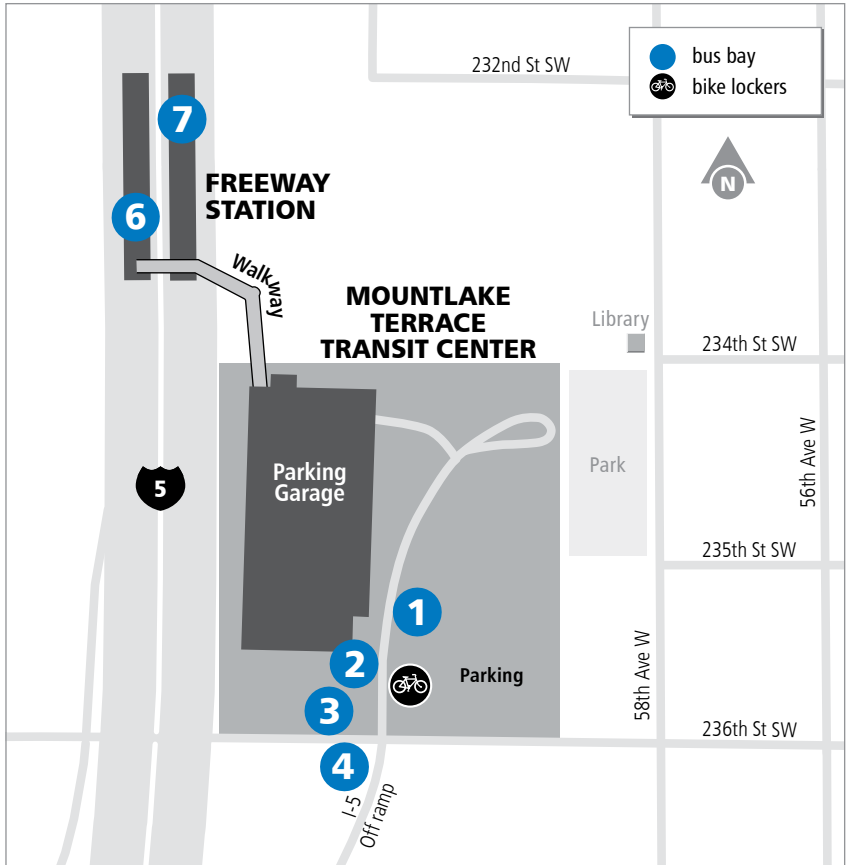 232nd St SW
bus bay
bike lockers
N
7
6
FREEWAY
STATION
Walkway
MOUNTLAKE
TERRACE
TRANSIT CENTER
Library
234th St SW
56th Ave W
Park
Parking
Garage
5
235th St SW
1
2
3
4
Parking
58th Ave W
236th St SW
I-5
Off ramp